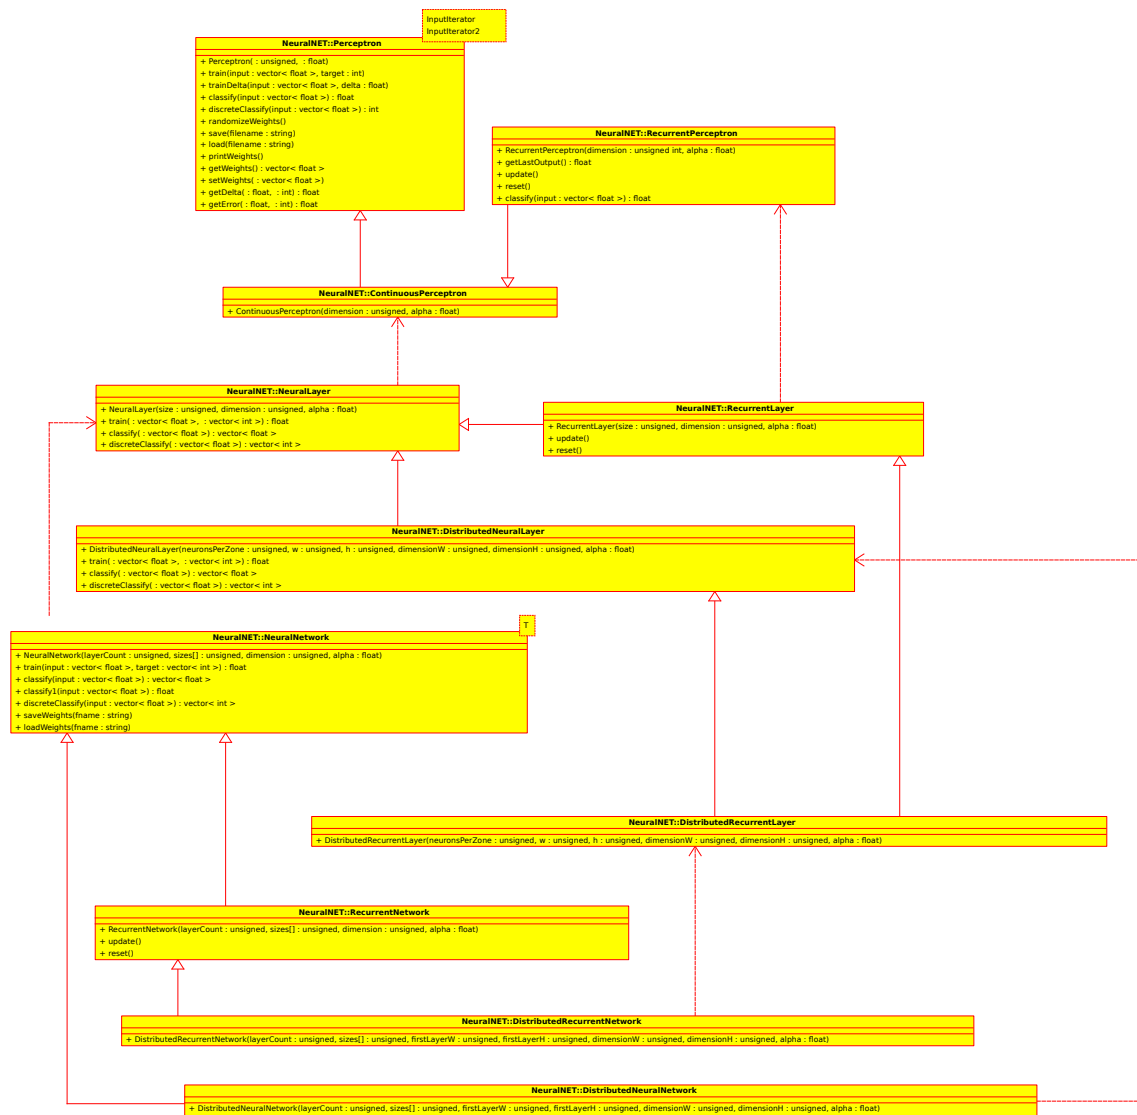 InputIterator
InputIterator2
NeuralNET::Perceptron
+ Perceptron( : unsigned,  : float)
+ train(input : vector< float >, target : int)
+ trainDelta(input : vector< float >, delta : float)
+ classify(input : vector< float >) : float
+ discreteClassify(input : vector< float >) : int
+ randomizeWeights()
+ save(filename : string)
+ load(filename : string)
+ printWeights()
+ getWeights() : vector< float >
+ setWeights( : vector< float >)
+ getDelta( : float,  : int) : float
+ getError( : float,  : int) : float
NeuralNET::RecurrentPerceptron
+ RecurrentPerceptron(dimension : unsigned int, alpha : float)
+ getLastOutput() : float
+ update()
+ reset()
+ classify(input : vector< float >) : float
NeuralNET::ContinuousPerceptron
+ ContinuousPerceptron(dimension : unsigned, alpha : float)
NeuralNET::NeuralLayer
+ NeuralLayer(size : unsigned, dimension : unsigned, alpha : float)
+ train( : vector< float >,  : vector< int >) : float
+ classify( : vector< float >) : vector< float >
+ discreteClassify( : vector< float >) : vector< int >
NeuralNET::RecurrentLayer
+ RecurrentLayer(size : unsigned, dimension : unsigned, alpha : float)
+ update()
+ reset()
NeuralNET::DistributedNeuralLayer
+ DistributedNeuralLayer(neuronsPerZone : unsigned, w : unsigned, h : unsigned, dimensionW : unsigned, dimensionH : unsigned, alpha : float)
+ train( : vector< float >,  : vector< int >) : float
+ classify( : vector< float >) : vector< float >
+ discreteClassify( : vector< float >) : vector< int >
T
NeuralNET::NeuralNetwork
+ NeuralNetwork(layerCount : unsigned, sizes[] : unsigned, dimension : unsigned, alpha : float)
+ train(input : vector< float >, target : vector< int >) : float
+ classify(input : vector< float >) : vector< float >
+ classify1(input : vector< float >) : float
+ discreteClassify(input : vector< float >) : vector< int >
+ saveWeights(fname : string)
+ loadWeights(fname : string)
NeuralNET::DistributedRecurrentLayer
+ DistributedRecurrentLayer(neuronsPerZone : unsigned, w : unsigned, h : unsigned, dimensionW : unsigned, dimensionH : unsigned, alpha : float)
NeuralNET::RecurrentNetwork
+ RecurrentNetwork(layerCount : unsigned, sizes[] : unsigned, dimension : unsigned, alpha : float)
+ update()
+ reset()
NeuralNET::DistributedRecurrentNetwork
+ DistributedRecurrentNetwork(layerCount : unsigned, sizes[] : unsigned, firstLayerW : unsigned, firstLayerH : unsigned, dimensionW : unsigned, dimensionH : unsigned, alpha : float)
NeuralNET::DistributedNeuralNetwork
+ DistributedNeuralNetwork(layerCount : unsigned, sizes[] : unsigned, firstLayerW : unsigned, firstLayerH : unsigned, dimensionW : unsigned, dimensionH : unsigned, alpha : float)